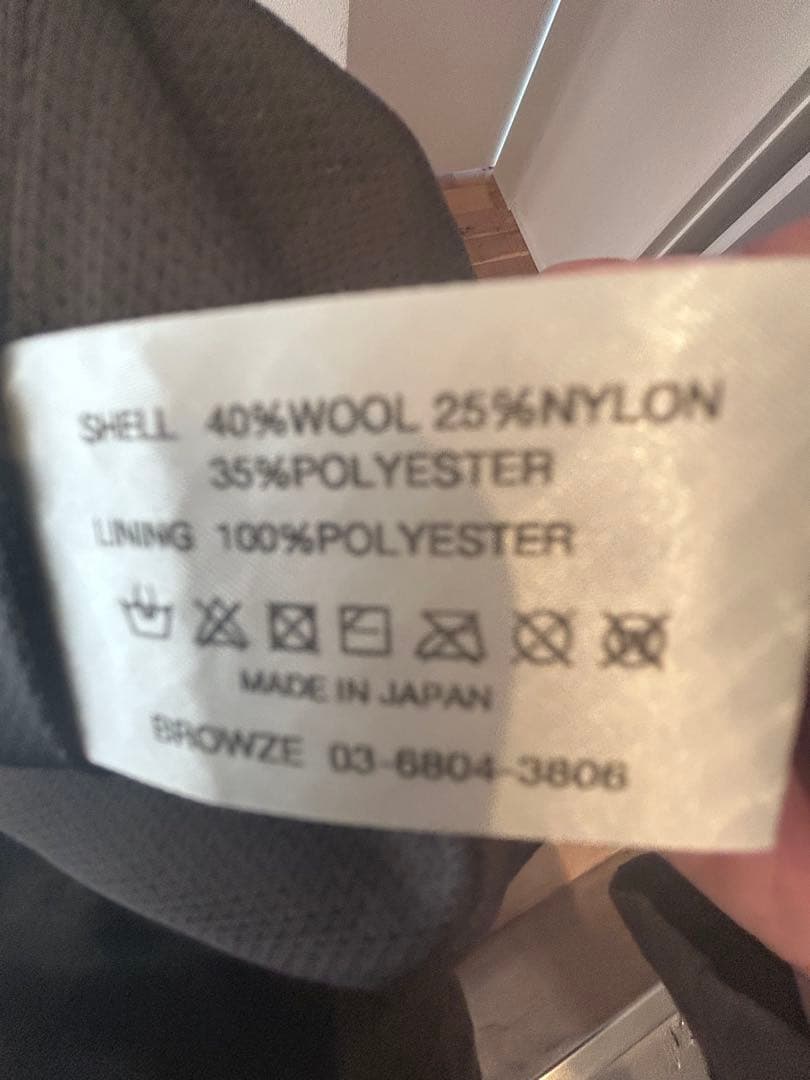 SHELL 40%WOOL 25%NYLON
35%POLYESTER
LINING 100%POLYESTER
MADE IN JAPAN
BROWZE 03-6804-3806